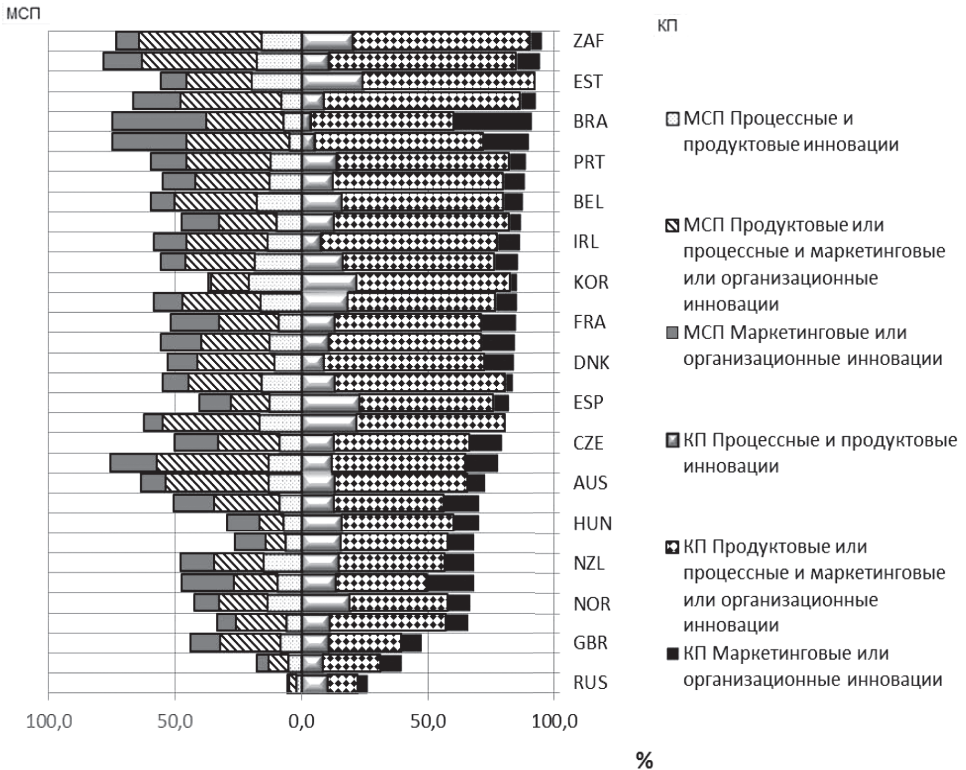 МСП
КП
ZAF
EST
BRA
PRT
BEL
IRL
KOR
FRA
DNK
ESP
CZE
AUS
HUN
NZL
NOR
GBR
RUS
100,0 50,0 0,0 50,0 100,0
%
МСП Процессные и
продуктовые инновации
МСП Продуктовые или
процессные и маркетинговые
или организационные
инновации
МСП Маркетинговые или
организационные инновации
КП Процессные и продуктовые
инновации
КП Продуктовые или
процессные и маркетинговые
или организационные
инновации
КП Маркетинговые или
организационные инновации